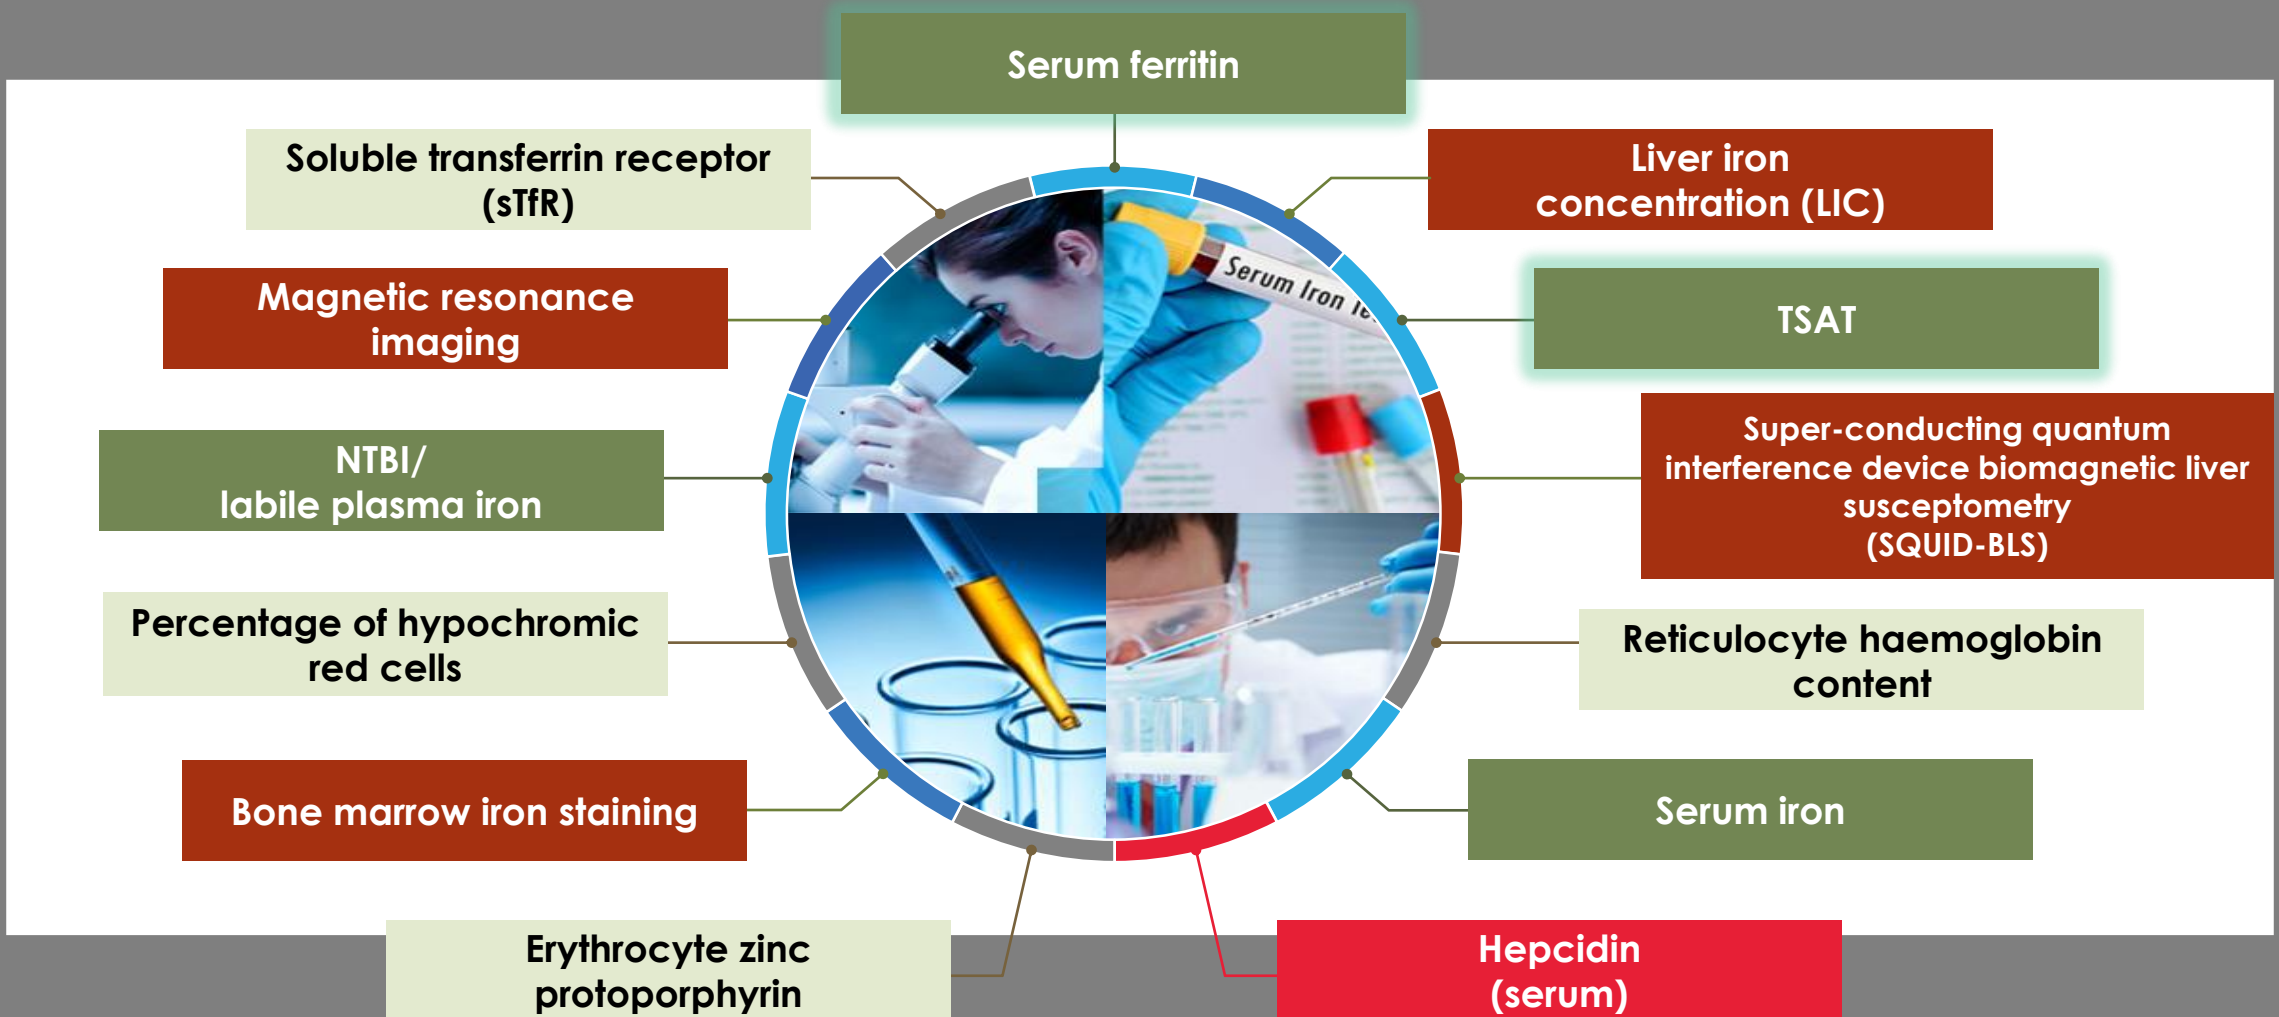 Serum ferritin
Soluble transferrin receptor
(sTfR)
Liver iron
concentration (LIC)
Magnetic resonance
imaging
TSAT
Serum Iron
NTBI/
labile plasma iron
Super-conducting quantum
interference device biomagnetic liver
susceptometry
(SQUID-BLS)
Percentage of hypochromic
red cells
Reticulocyte haemoglobin
content
Bone marrow iron staining
Serum iron
Erythrocyte zinc
protoporphyrin
Hepcidin
(serum)